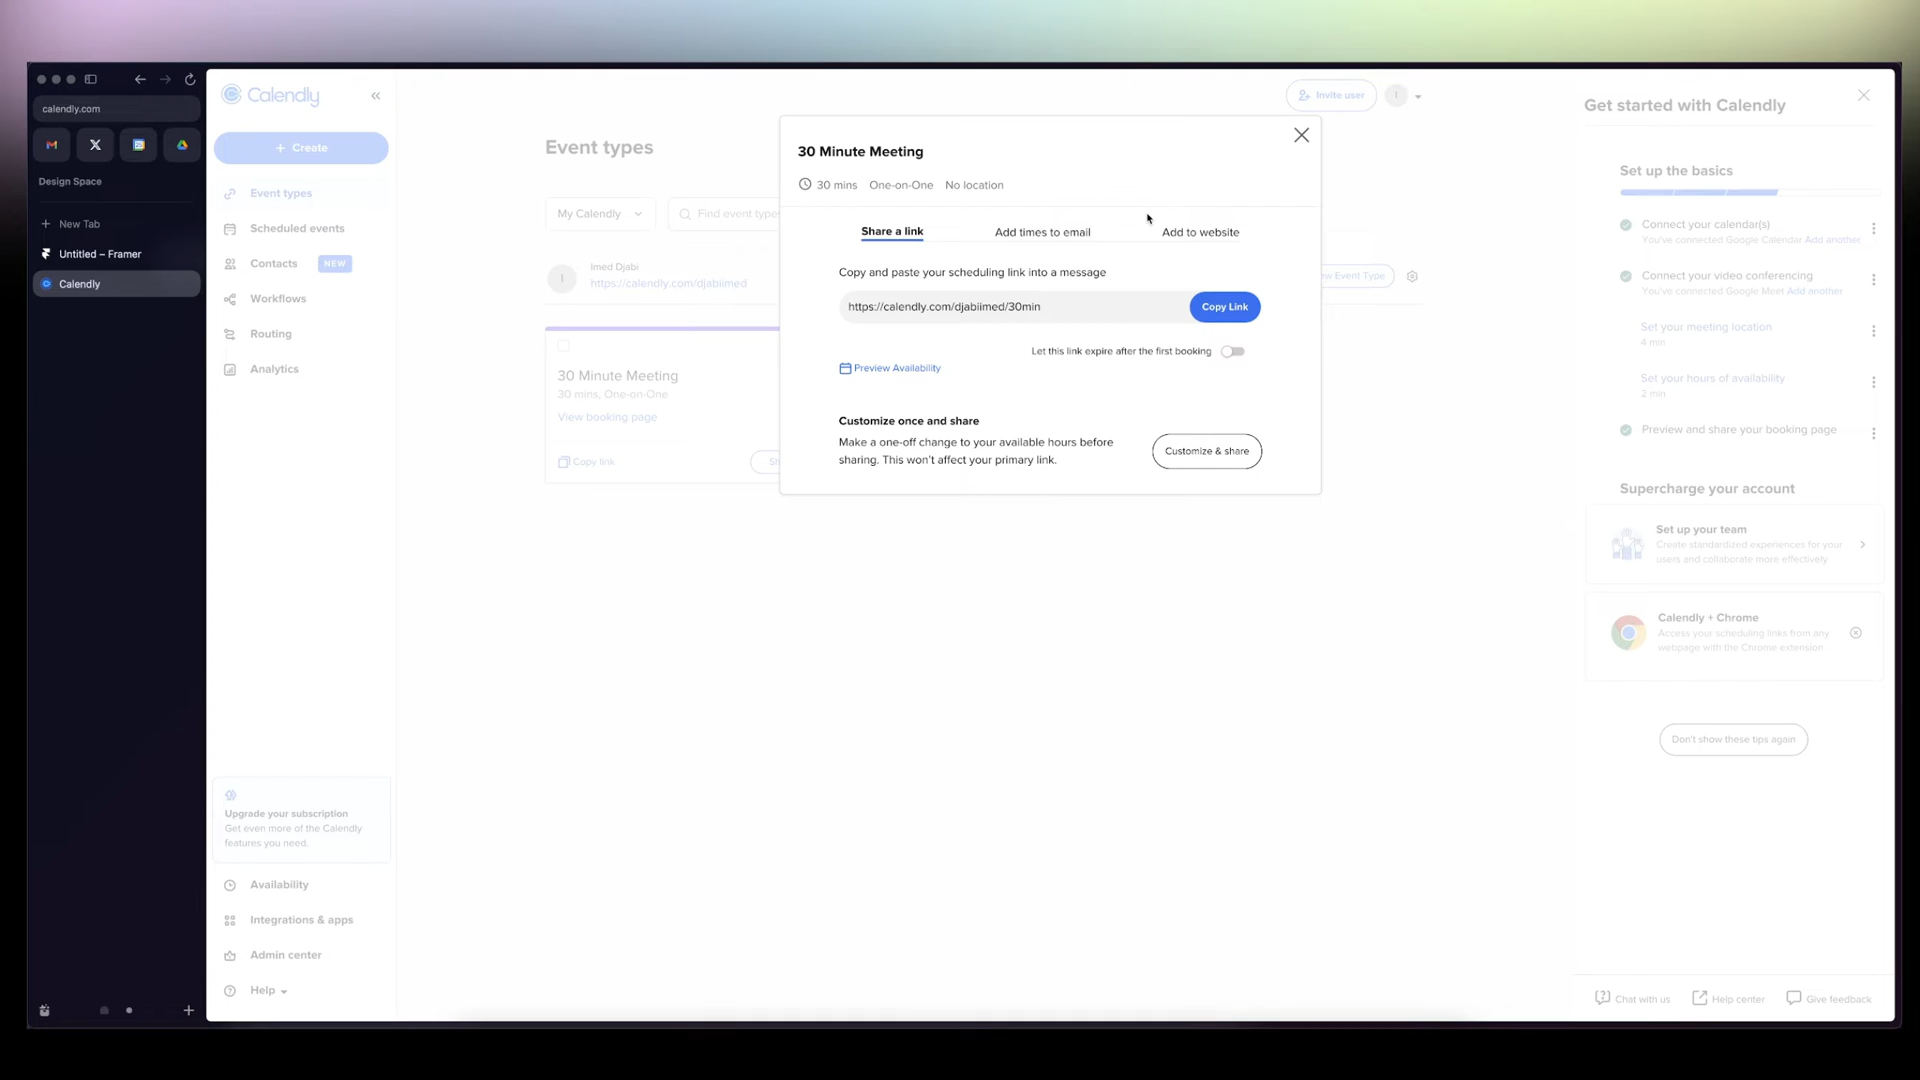 calendly.com
Design Space
New Tab
Untitled – Framer
Calendly
Calendly
+ Create
Event types
Scheduled events
Contacts NEW
Workflows
Routing
Analytics
Upgrade your subscription
Get even more of the Calendly
features you need.
Availability
Integrations & apps
Admin center
Help
Event types
Invite user
My Calendly
Find event types
Imed Djabi
https://calendly.com/djabiimed
Event Type
30 Minute Meeting
30 mins, One-on-One
View booking page
Copy link
30 Minute Meeting
30 mins One-on-One No location
Share a link Add times to email Add to website
Copy and paste your scheduling link into a message
https://calendly.com/djabiimed/30min
Copy Link
Let this link expire after the first booking
Preview Availability
Customize once and share
Make a one-off change to your available hours before
sharing. This won't affect your primary link.
Customize & share
Get started with Calendly
Set up the basics
Connect your calendar(s)
You've connected Google Calendar Add another
Connect your video conferencing
You've connected Google Meet Add another
Set your meeting location
4 min
Set your hours of availability
2 min
Preview and share your booking page
Supercharge your account
Set up your team
Create standardized experiences for your
users and collaborate more effectively
Calendly + Chrome
Access your scheduling links from any
webpage with the Chrome extension
Don't show these tips again
Chat with us
Help center
Give feedback